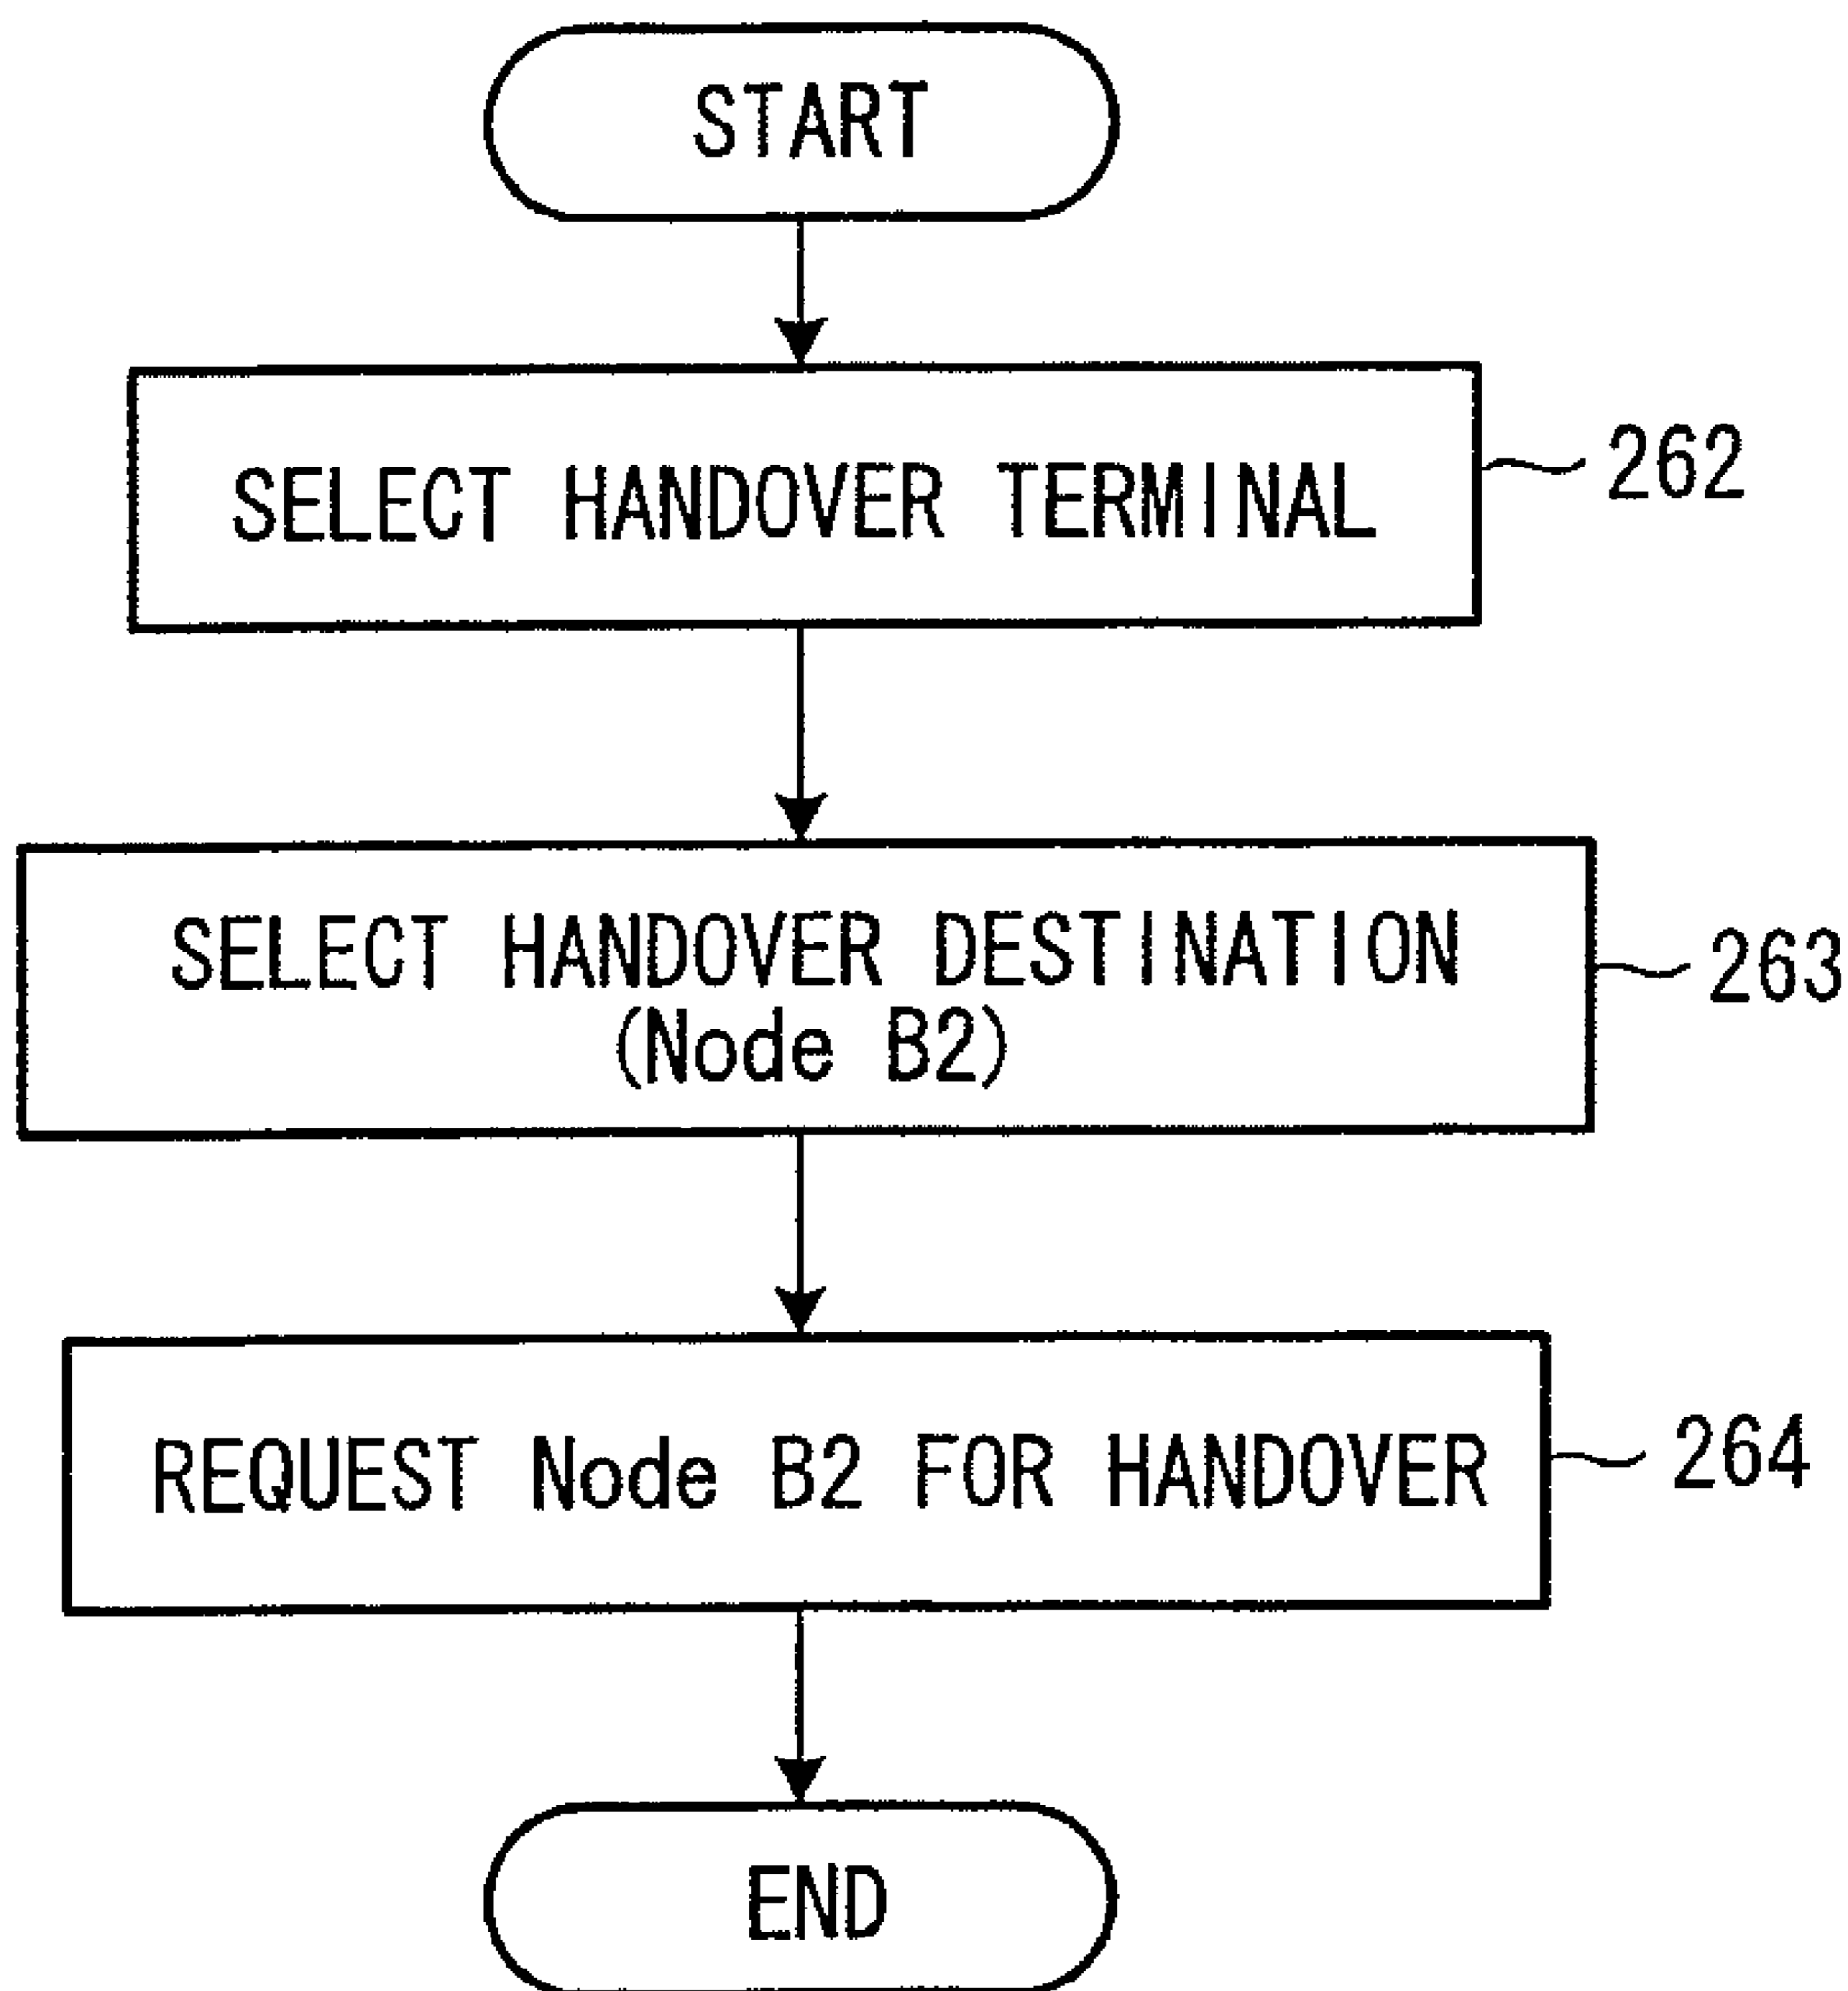 START
SELECT HANDOVER TERMINAL
262
SELECT HANDOVER DESTINATION
(Node B2)
263
REQUEST Node B2 FOR HANDOVER
264
END